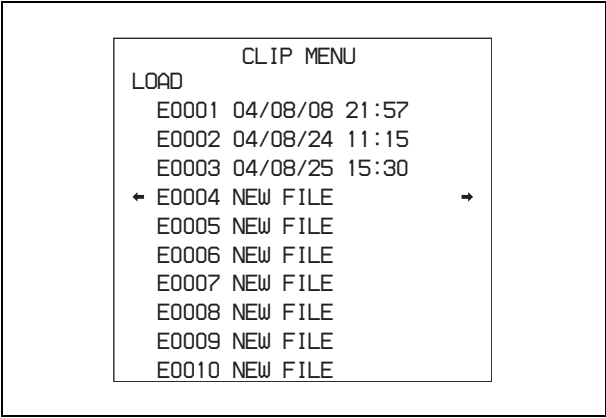 CLIP MENU
LOAD
E0001 04/08/08 21:57
E0002 04/08/24 11:15
E0003 04/08/25 15:30
← E0004 NEW FILE →
E0005 NEW FILE
E0006 NEW FILE
E0007 NEW FILE
E0008 NEW FILE
E0009 NEW FILE
E0010 NEW FILE